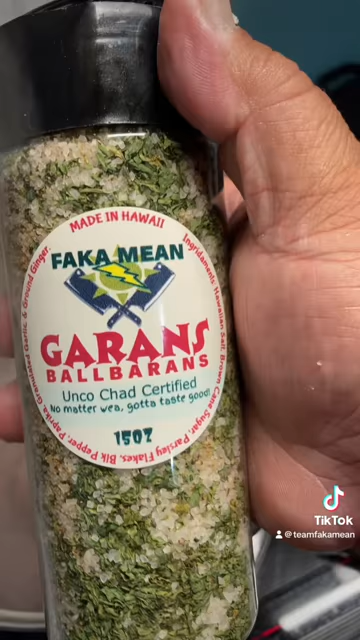 MADE IN HAWAII
FAKA MEAN
GARANS
BALLBARANS
Unco Chad Certified
No matter wea, gotta taste good!
15OZ
Ingridaments: Hawaiian Salt, Brown Cane Sugar, Parsley Flakes, Blk Pepper, Paprika, Granulated Garlic & Ground Ginger.
TikTok
@teamfakamean